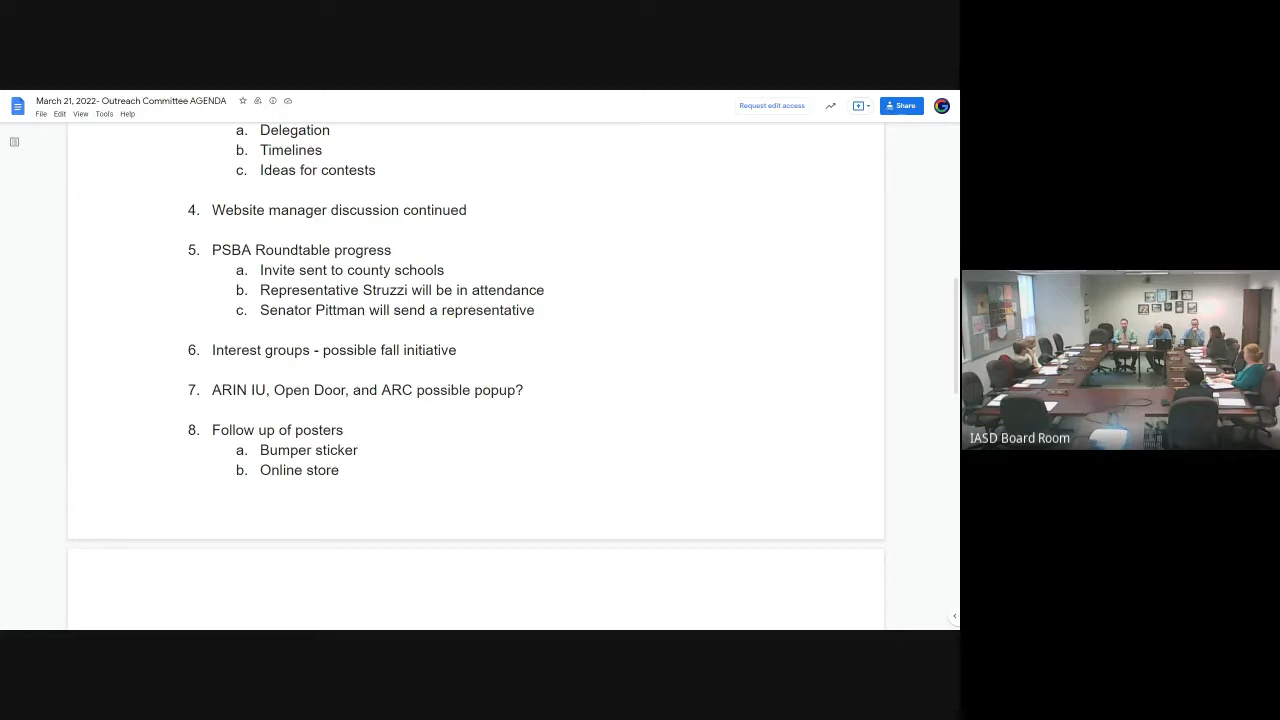 March 21, 2022- Outreach Committee AGENDA
File Edit View Tools Help
Request edit access
Share
a. Delegation
b. Timelines
c. Ideas for contests
4. Website manager discussion continued
5. PSBA Roundtable progress
a. Invite sent to county schools
b. Representative Struzzi will be in attendance
c. Senator Pittman will send a representative
6. Interest groups - possible fall initiative
7. ARIN IU, Open Door, and ARC possible popup?
8. Follow up of posters
a. Bumper sticker
b. Online store
IASD Board Room